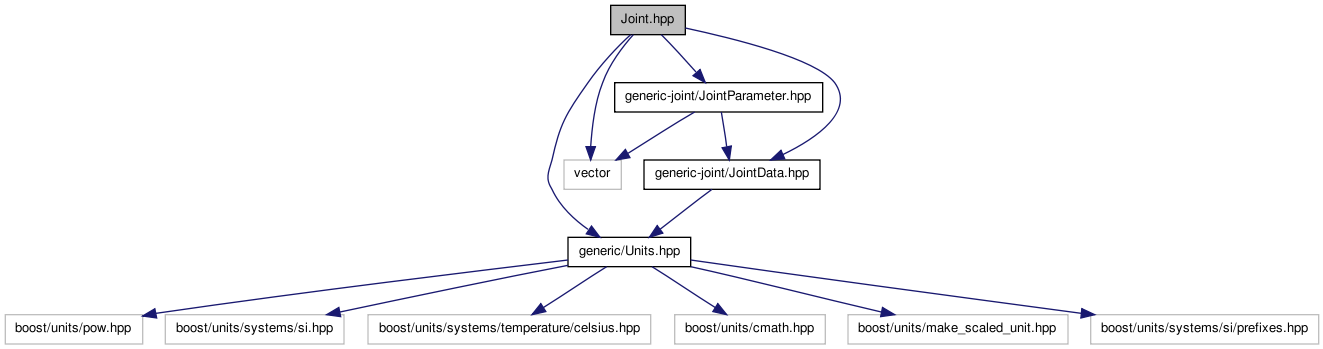 Joint.hpp
generic-joint/JointParameter.hpp
vector
generic-joint/JointData.hpp
generic/Units.hpp
boost/units/pow.hpp
boost/units/systems/si.hpp
boost/units/systems/temperature/celsius.hpp
boost/units/cmath.hpp
boost/units/make_scaled_unit.hpp
boost/units/systems/si/prefixes.hpp